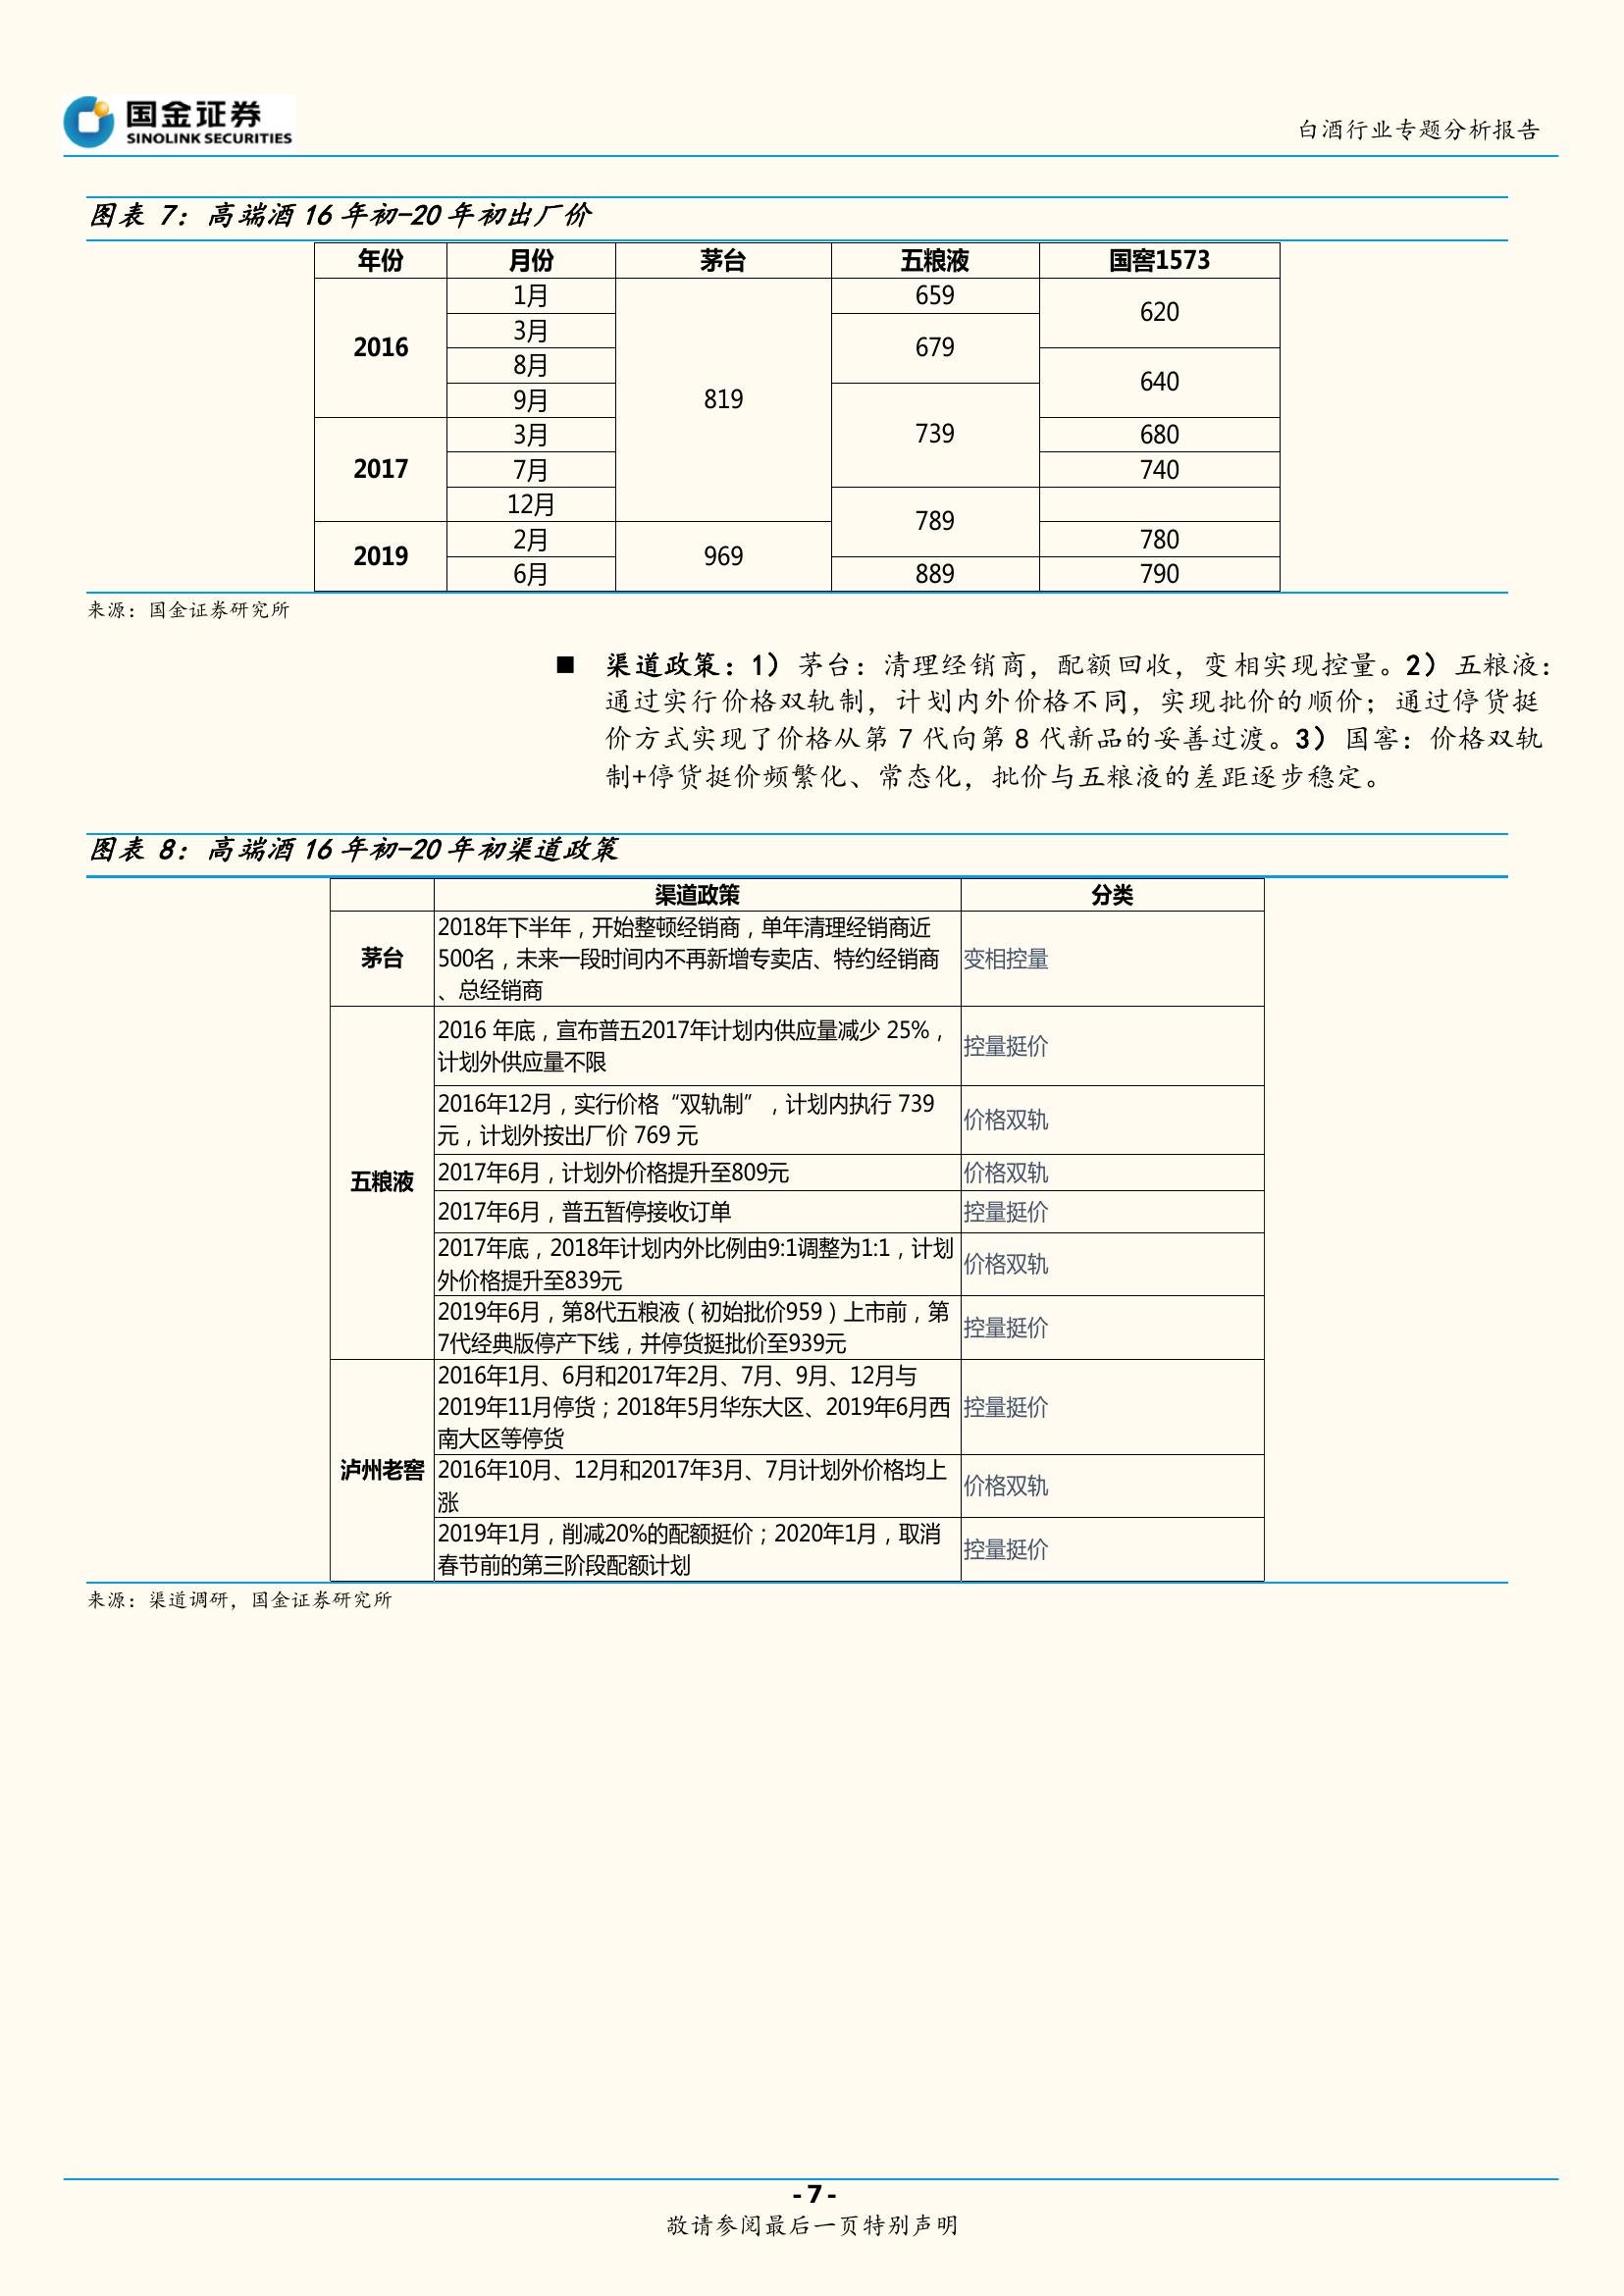 国金证券
SINOLINK SECURITIES
白酒行业专题分析报告
图表 7：高端酒 16 年初-20 年初出厂价
年份 月份 茅台 五粮液 国窖1573
2016 1月 819 659 620
3月 679
8月 640
9月 739
2017 3月 680
7月 740
12月 789
2019 2月 969 780
6月 889 790
来源：国金证券研究所
■ 渠道政策：1）茅台：清理经销商，配额回收，变相实现控量。2）五粮液：
通过实行价格双轨制，计划内外价格不同，实现批价的顺价；通过停货挺
价方式实现了价格从第 7 代向第 8 代新品的妥善过渡。3）国窖：价格双轨
制+停货挺价频繁化、常态化，批价与五粮液的差距逐步稳定。
图表 8：高端酒 16 年初-20 年初渠道政策
渠道政策 分类
茅台
2018年下半年，开始整顿经销商，单年清理经销商近
500名，未来一段时间内不再新增专卖店、特约经销商
、总经销商
变相控量
五粮液
2016 年底，宣布普五2017年计划内供应量减少 25%，
计划外供应量不限
控量挺价
2016年12月，实行价格“双轨制”，计划内执行 739
元，计划外按出厂价 769 元
价格双轨
2017年6月，计划外价格提升至809元
价格双轨
2017年6月，普五暂停接收订单
控量挺价
2017年底，2018年计划内外比例由9:1调整为1:1，计划
外价格提升至839元
价格双轨
2019年6月，第8代五粮液（初始批价959）上市前，第
7代经典版停产下线，并停货挺批价至939元
控量挺价
泸州老窖
2016年1月、6月和2017年2月、7月、9月、12月与
2019年11月停货；2018年5月华东大区、2019年6月西
南大区等停货
控量挺价
2016年10月、12月和2017年3月、7月计划外价格均上
涨
价格双轨
2019年1月，削减20%的配额挺价；2020年1月，取消
春节前的第三阶段配额计划
控量挺价
来源：渠道调研，国金证券研究所
- 7 -
敬请参阅最后一页特别声明